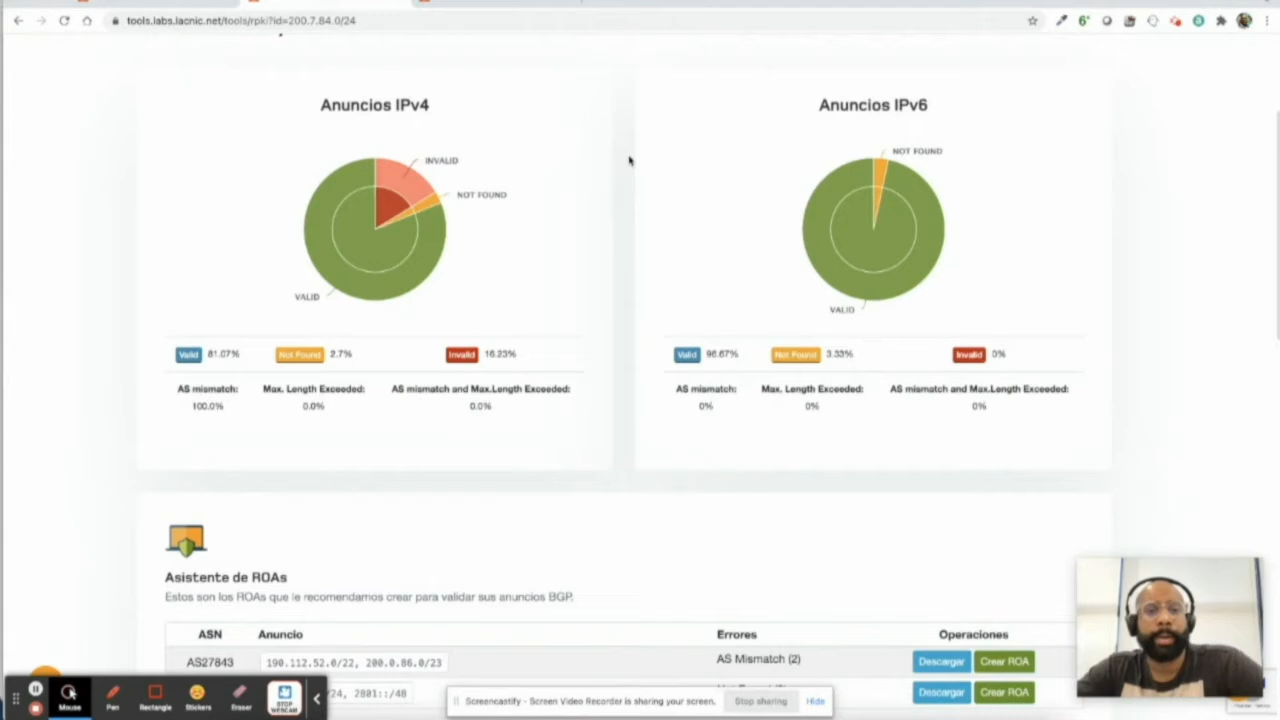 tools.labs.lacnic.net/tools/rpki?id=200.7.84.0/24
Anuncios IPv4
INVALID
NOT FOUND
VALID
Valid 81.07% Not Found 2.7% Invalid 16.23%
AS mismatch: Max. Length Exceeded: AS mismatch and Max.Length Exceeded:
100.0% 0.0% 0.0%
Anuncios IPv6
NOT FOUND
VALID
Valid 96.67% Not Found 3.33% Invalid 0%
AS mismatch: Max. Length Exceeded: AS mismatch and Max.Length Exceeded:
0% 0% 0%
Asistente de ROAs
Estos son los ROAs que le recomendamos crear para validar sus anuncios BGP.
ASN Anuncio Errores Operaciones
AS27843 190.112.52.0/22, 200.0.86.0/23 AS Mismatch (2) Descargar Crear ROA
/24, 2801::/48 Descargar Crear ROA
Mouse Pen Rectangle Stickers Eraser STOP WEBCAM
Screencastify - Screen Video Recorder is sharing your screen. Stop sharing Hide